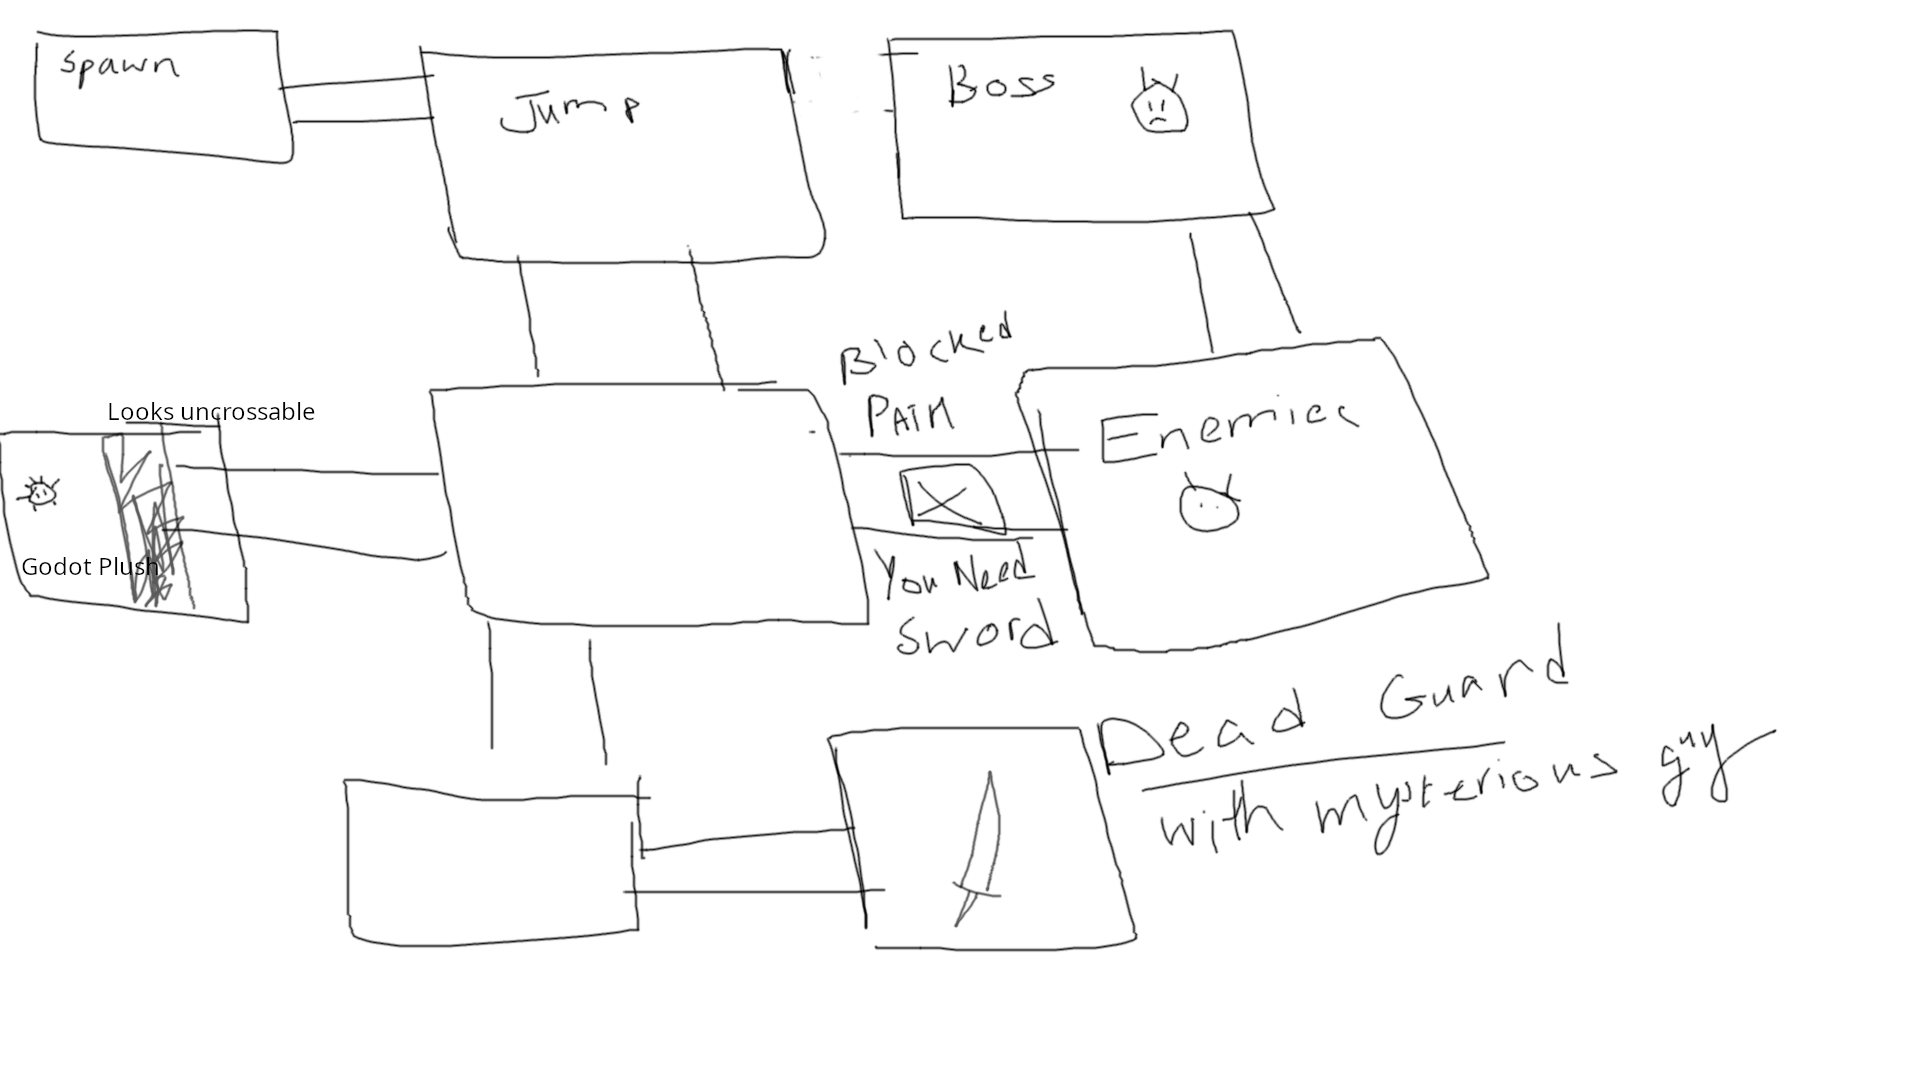 Spawn
Jump
Boss
Blocked
PATH
Looks uncrossable
Enemies
Godot Plush
You Need
Sword
Dead Guard
with mysterious guy